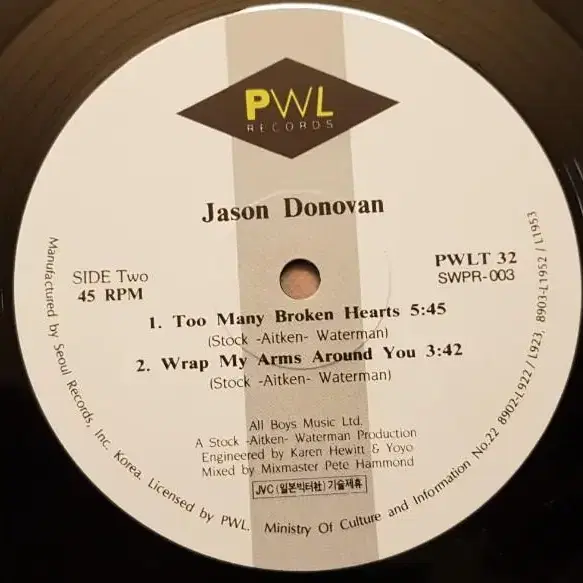 PWL
RECORDS
Jason Donovan
SIDE Two
45 RPM
PWLT 32
SWPR-003
1. Too Many Broken Hearts 5:45
(Stock -Aitken- Waterman)
2. Wrap My Arms Around You 3:42
(Stock -Aitken- Waterman)
All Boys Music Ltd.
A Stock -Aitken- Waterman Production
Engineered by Karen Hewitt & Yoyo
Mixed by Mixmaster Pete Hammond
JVC (일본빅터社) 기술제휴
Manufactured by Seoul Records, Inc. Korea. Licensed by PWL. Ministry Of Culture and Information No.22 8902-L922 / L923, 8903-L1952 / L1953